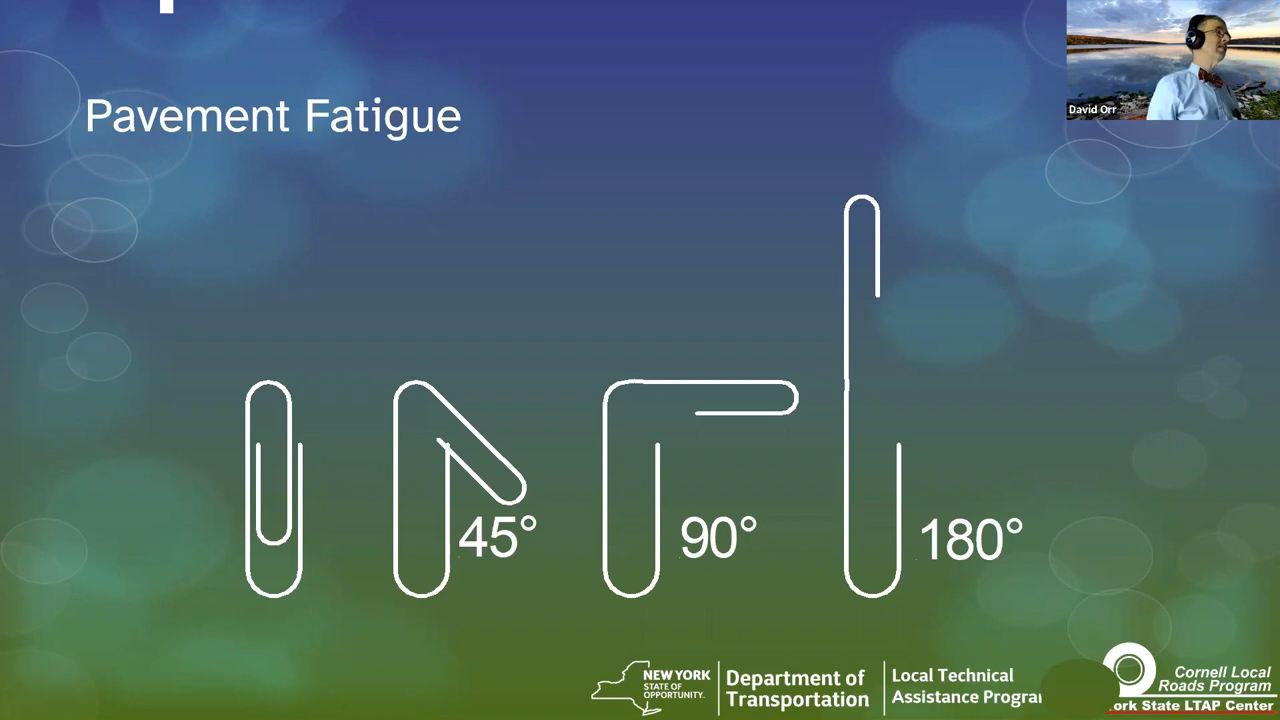 Pavement Fatigue
David Orr
45°
90°
180°
NEW YORK
STATE OF
OPPORTUNITY.
Department of
Transportation
Local Technical
Assistance Progra
Cornell Local
Roads Program
ork State LTAP Center